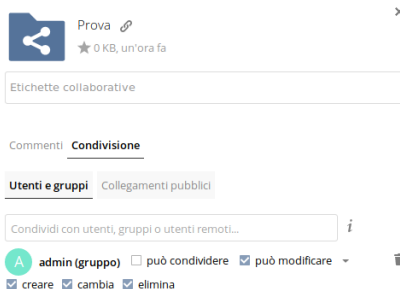 Prova
0 KB, un'ora fa
Etichette collaborative
Commenti Condivisione
Utenti e gruppi Collegamenti pubblici
Condividi con utenti, gruppi o utenti remoti...
A admin (gruppo) può condividere può modificare
creare cambia elimina